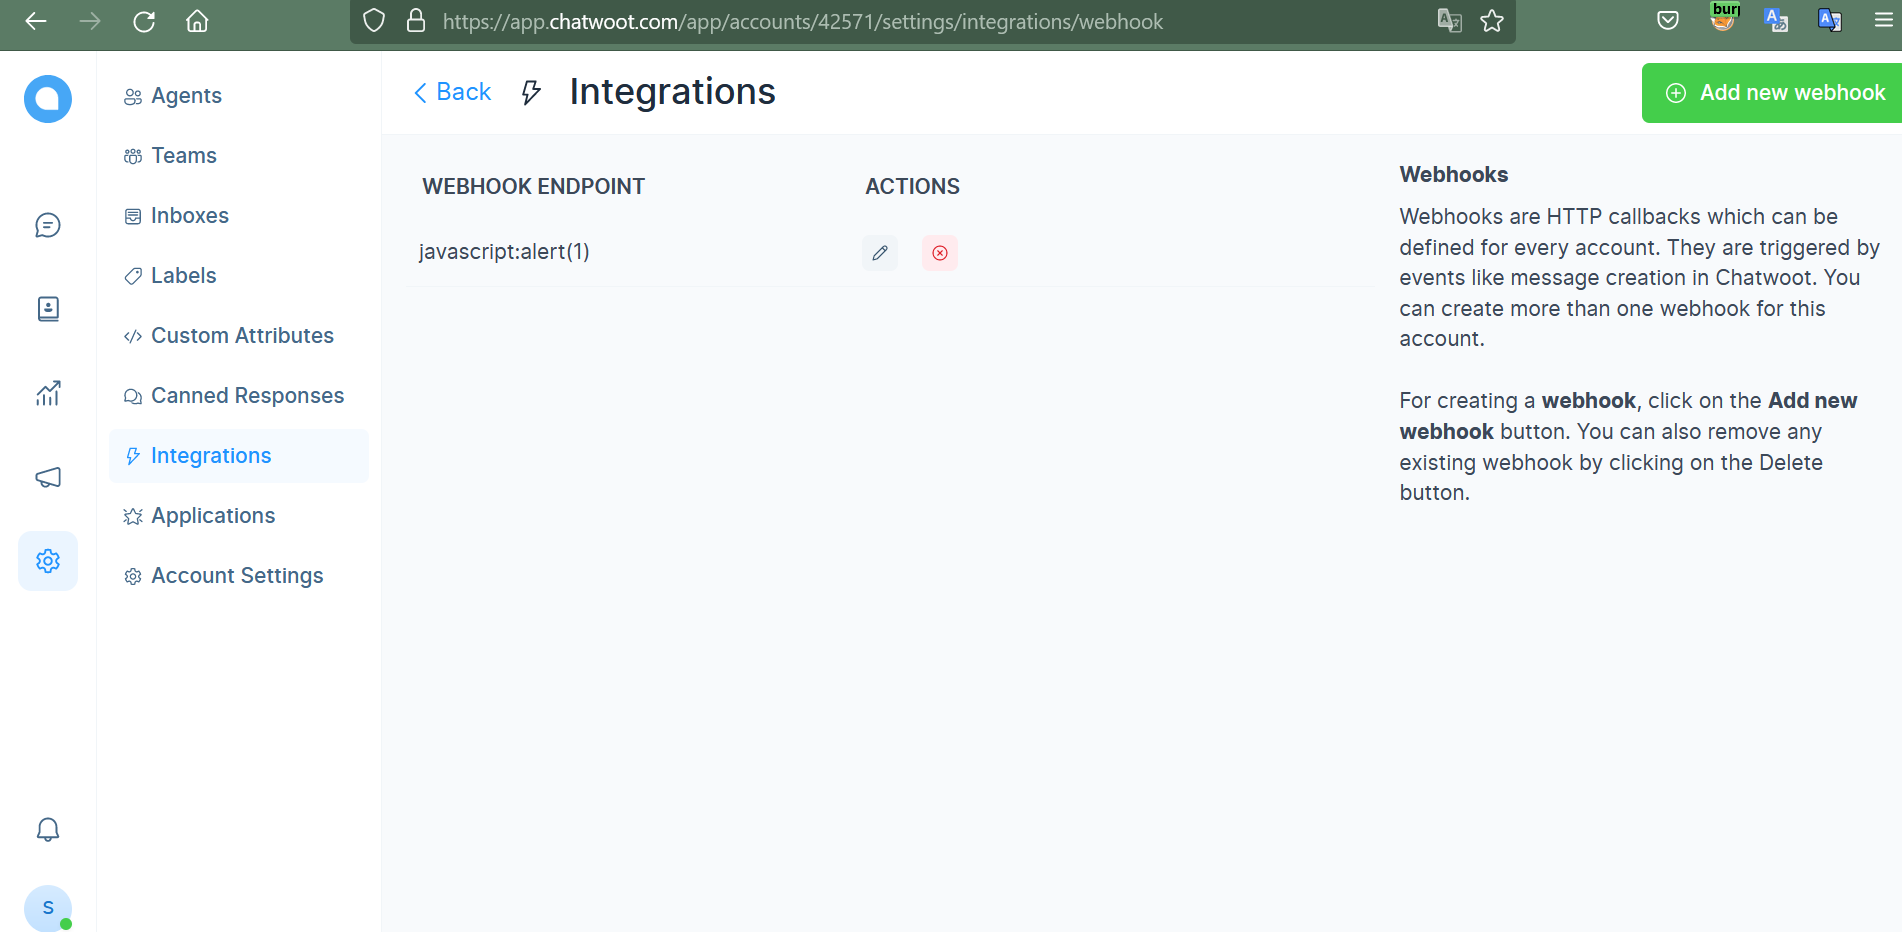 https://app.chatwoot.com/app/accounts/42571/settings/integrations/webhook
bur
Agents
Teams
Inboxes
Labels
Custom Attributes
Canned Responses
Integrations
Applications
Account Settings
S
Back
Integrations
Add new webhook
WEBHOOK ENDPOINT ACTIONS
javascript:alert(1)
Webhooks
Webhooks are HTTP callbacks which can be
defined for every account. They are triggered by
events like message creation in Chatwoot. You
can create more than one webhook for this
account.
For creating a webhook, click on the Add new
webhook button. You can also remove any
existing webhook by clicking on the Delete
button.